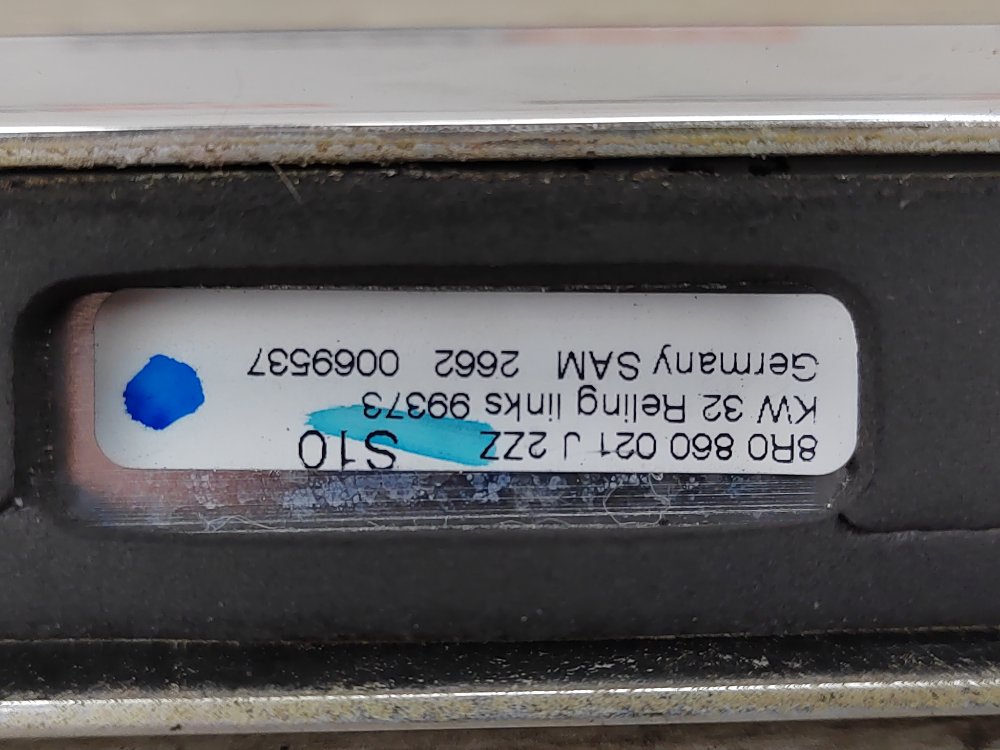 8R0 860 021 J 2ZZ S10
KW 32 Reling links 99373
Germany SAM 2662 0069537